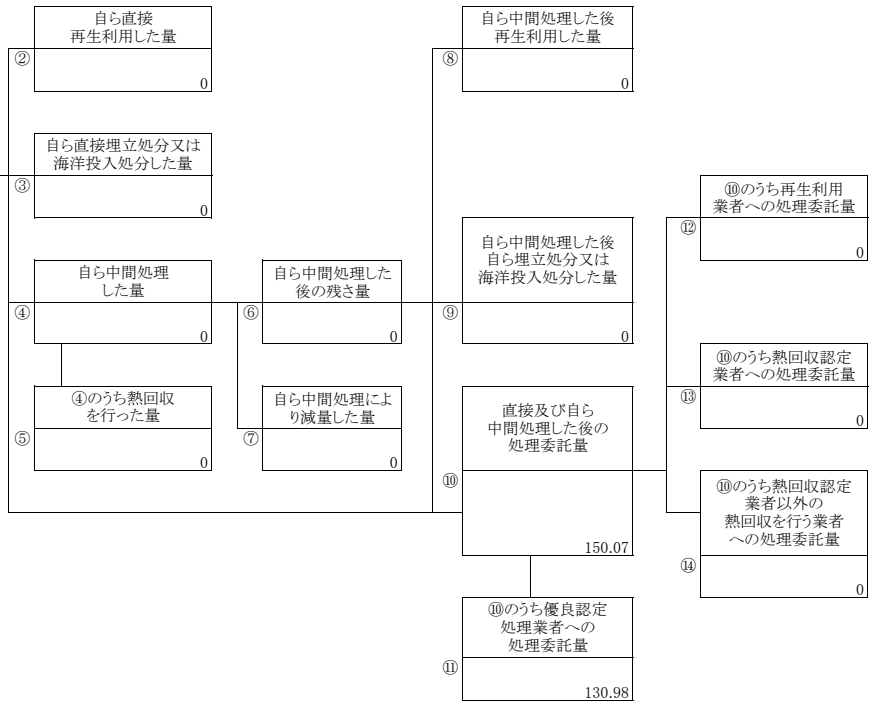 自ら直接
再生利用した量
②
0
自ら直接埋立処分又は
海洋投入処分した量
③
0
自ら中間処理
した量
④
0
④のうち熱回収
を行った量
⑤
0
自ら中間処理した
後の残さ量
⑥
0
自ら中間処理によ
り減量した量
⑦
0
自ら中間処理した後
再生利用した量
⑧
0
自ら中間処理した後
自ら埋立処分又は
海洋投入処分した量
⑨
0
直接及び自ら
中間処理した後の
処理委託量
⑩
150.07
⑩のうち優良認定
処理業者への
処理委託量
⑪
130.98
⑩のうち再生利用
業者への処理委託量
⑫
0
⑩のうち熱回収認定
業者への処理委託量
⑬
0
⑩のうち熱回収認定
業者以外の
熱回収を行う業者
への処理委託量
⑭
0